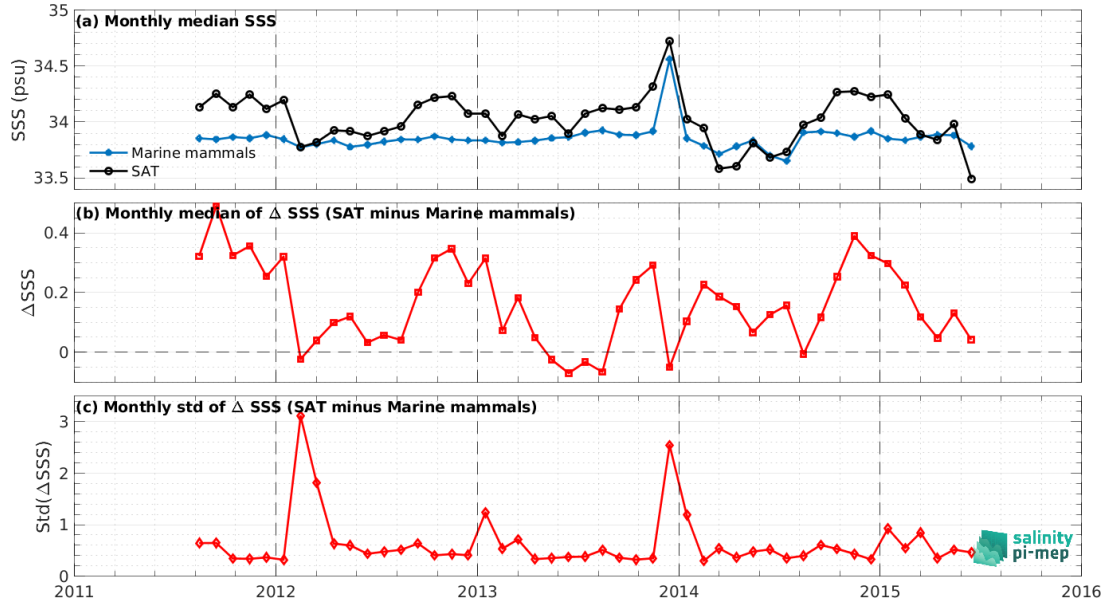 (a) Monthly median SSS
35
34.5
34
33.5
SSS (psu)
Marine mammals
SAT
(b) Monthly median of Δ SSS (SAT minus Marine mammals)
0.4
0.2
0
ΔSSS
(c) Monthly std of Δ SSS (SAT minus Marine mammals)
3
2
1
0
Std(ΔSSS)
salinity
pi-mep
2011 2012 2013 2014 2015 2016